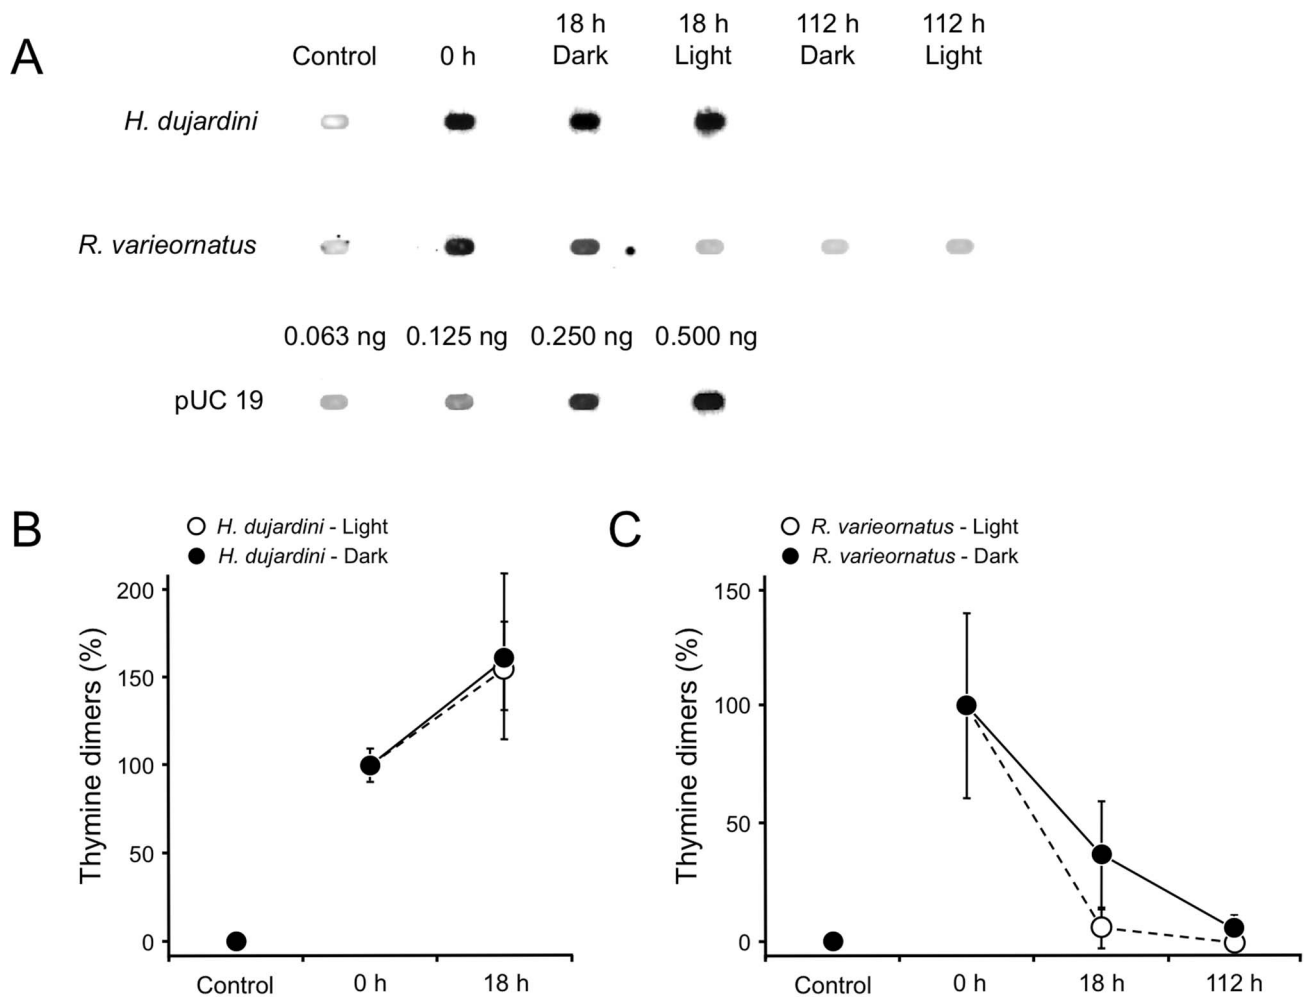 A
Control
0 h
18 h
Dark
18 h
Light
112 h
Dark
112 h
Light
H. dujardini
R. varieornatus
0.063 ng 0.125 ng 0.250 ng 0.500 ng
pUC 19
B
H. dujardini - Light
H. dujardini - Dark
Thymine dimers (%)
200
150
100
50
0
Control 0 h 18 h
C
R. varieornatus - Light
R. varieornatus - Dark
Thymine dimers (%)
150
100
50
0
Control 0 h 18 h 112 h